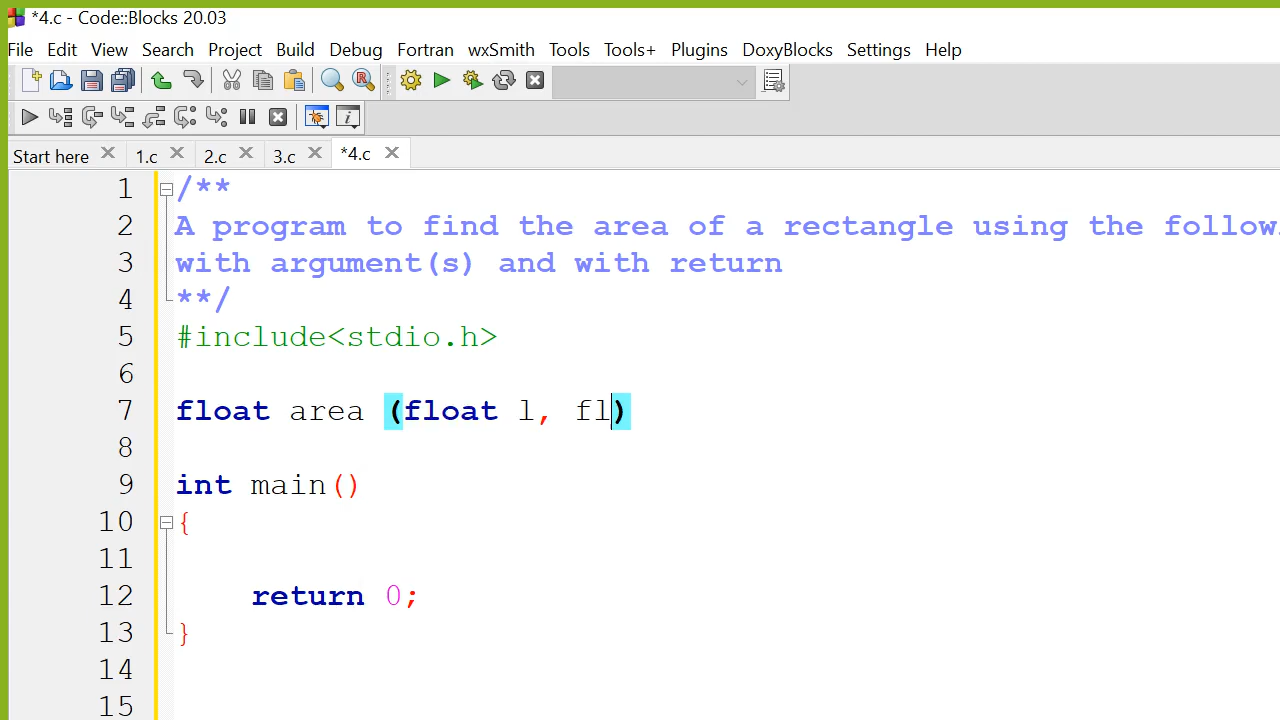 *4.c - Code::Blocks 20.03
File Edit View Search Project Build Debug Fortran wxSmith Tools Tools+ Plugins DoxyBlocks Settings Help
Start here 1.c 2.c 3.c *4.c
1 /**
2 A program to find the area of a rectangle using the follow
3 with argument(s) and with return
4 **/
5 #include<stdio.h>
6
7 float area (float l, fl)
8
9 int main()
10 {
11
12 return 0;
13 }
14
15